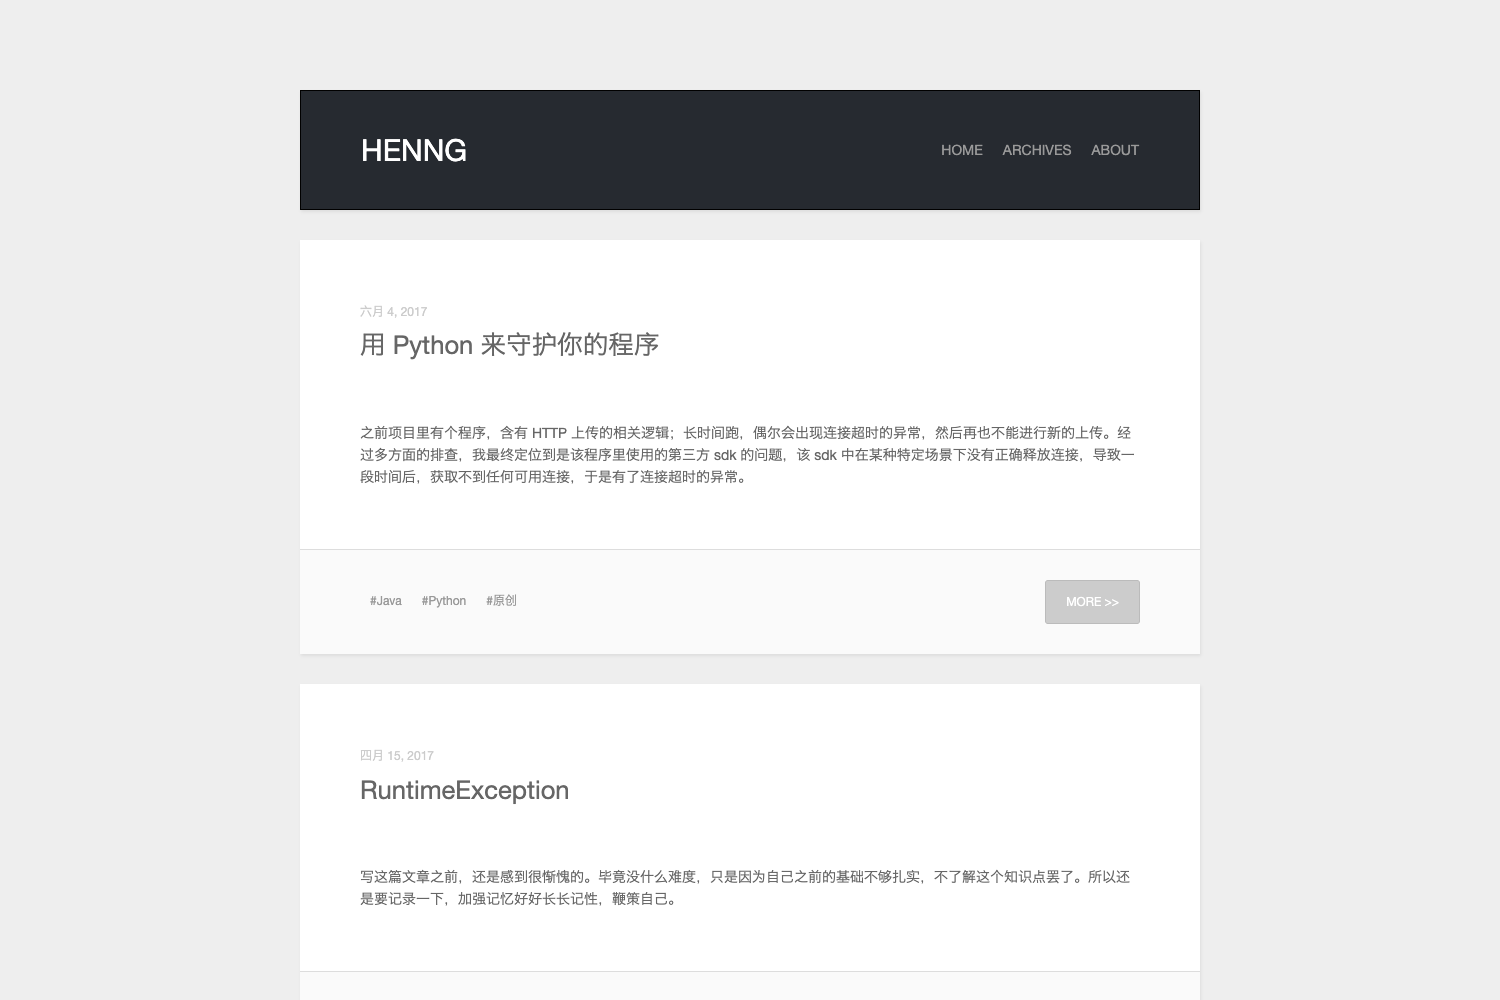 HENNG
HOME ARCHIVES ABOUT
六月 4, 2017
用 Python 来守护你的程序
之前项目里有个程序，含有 HTTP 上传的相关逻辑；长时间跑，偶尔会出现连接超时的异常，然后再也不能进行新的上传。经
过多方面的排查，我最终定位到是该程序里使用的第三方 sdk 的问题，该 sdk 中在某种特定场景下没有正确释放连接，导致一
段时间后，获取不到任何可用连接，于是有了连接超时的异常。
#Java #Python #原创
MORE >>
四月 15, 2017
RuntimeException
写这篇文章之前，还是感到很惭愧的。毕竟没什么难度，只是因为自己之前的基础不够扎实，不了解这个知识点罢了。所以还
是要记录一下，加强记忆好好长长记性，鞭策自己。